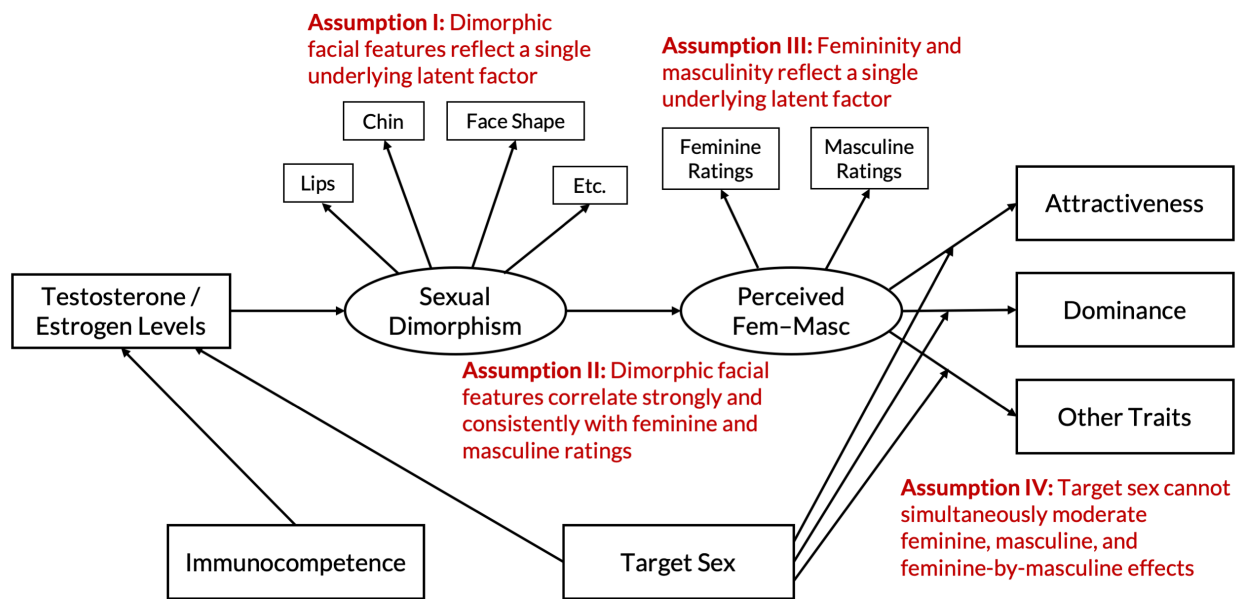 Assumption I: Dimorphic
facial features reflect a single
underlying latent factor
Assumption III: Femininity and
masculinity reflect a single
underlying latent factor
Chin
Face Shape
Lips
Etc.
Feminine
Ratings
Masculine
Ratings
Attractiveness
Testosterone /
Estrogen Levels
Sexual
Dimorphism
Perceived
Fem–Masc
Dominance
Assumption II: Dimorphic facial
features correlate strongly and
consistently with feminine and
masculine ratings
Other Traits
Assumption IV: Target sex cannot
simultaneously moderate
feminine, masculine, and
feminine-by-masculine effects
Immunocompetence
Target Sex